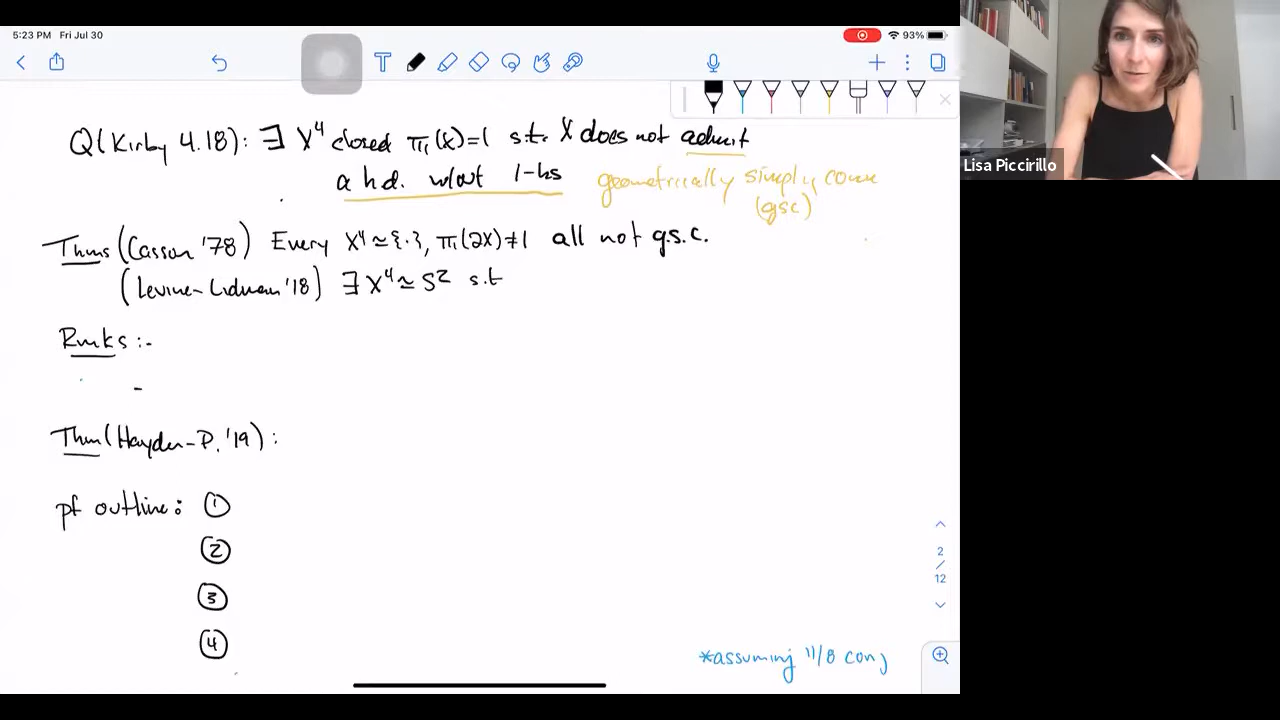 5:23 PM Fri Jul 30
93%
Q(Kirby 4.18): ∃ X⁴ closed π₁(X)=1 s.t. X does not admit
a h.d. w/out 1-hs
geometrically simply conn
(gsc)
Thms (Casson '78) Every X⁴≃{·}, π₁(∂X)≠1 all not g.s.c.
(Levine-Lidman '18) ∃ X⁴≃S² s.t
Rmks:-
-
Thm(Hayden-P. '19):
pf outline: ①
②
③
④
*assuming 11/8 conj
2
/
12
T
Lisa Piccirillo